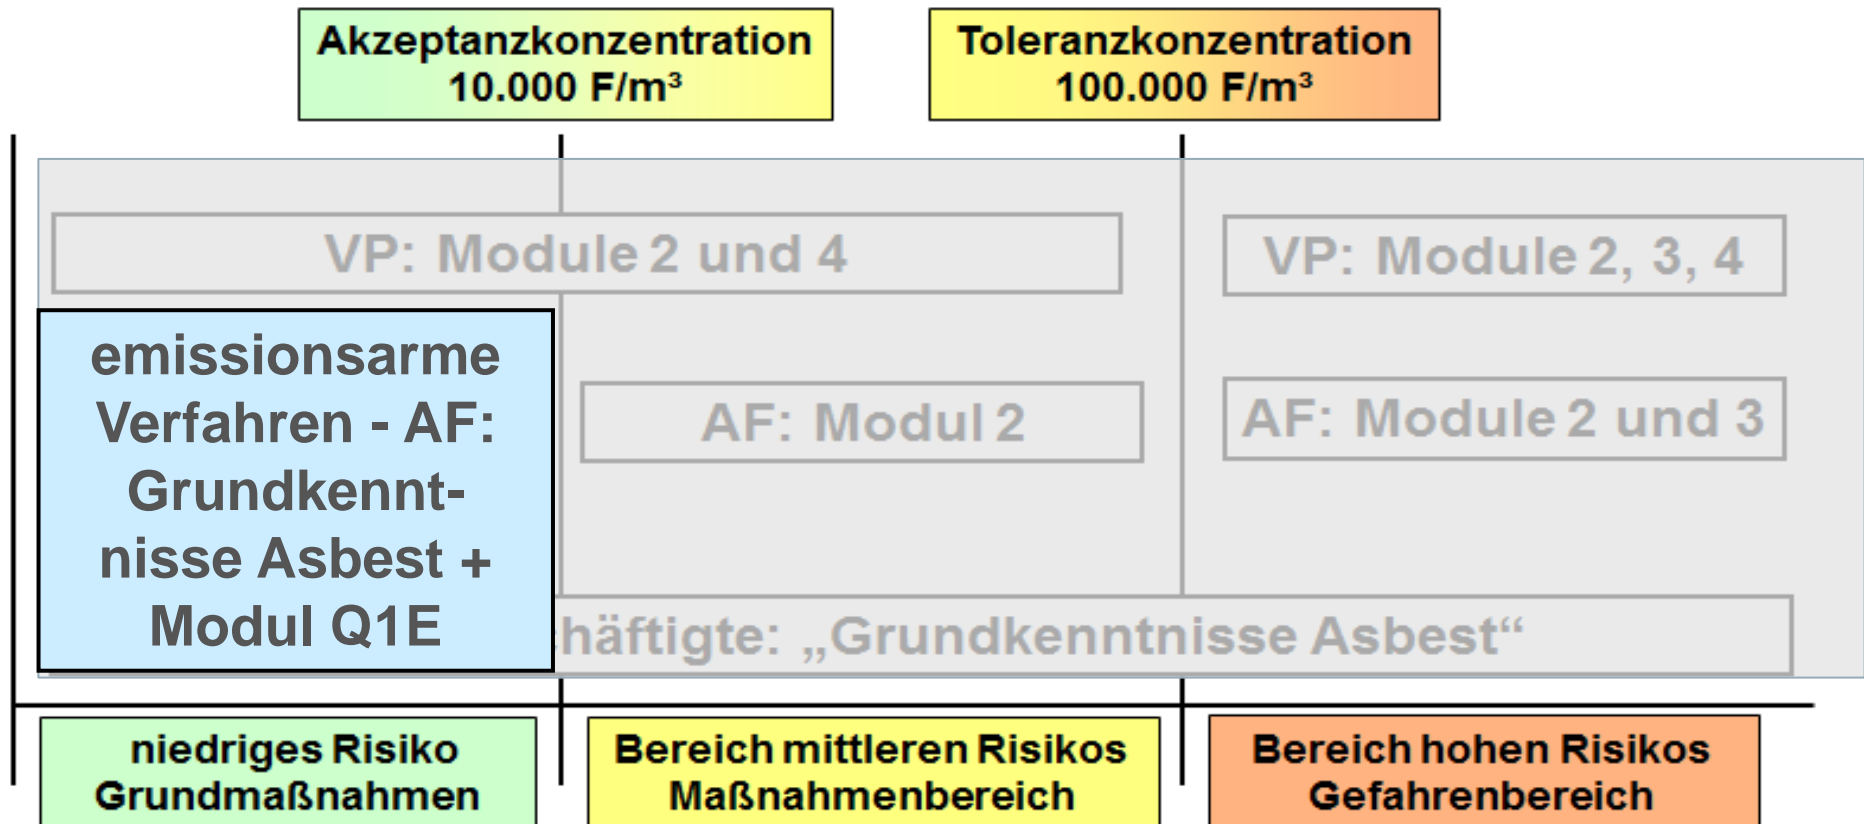 Akzeptanzkonzentration
10.000 F/m³
Toleranzkonzentration
100.000 F/m³
VP: Module 2 und 4
VP: Module 2, 3, 4
emissionsarme
Verfahren - AF:
Grundkennt-
nisse Asbest +
Modul Q1E
AF: Modul 2
AF: Module 2 und 3
häftigte: „Grundkenntnisse Asbest“
niedriges Risiko
Grundmaßnahmen
Bereich mittleren Risikos
Maßnahmenbereich
Bereich hohen Risikos
Gefahrenbereich